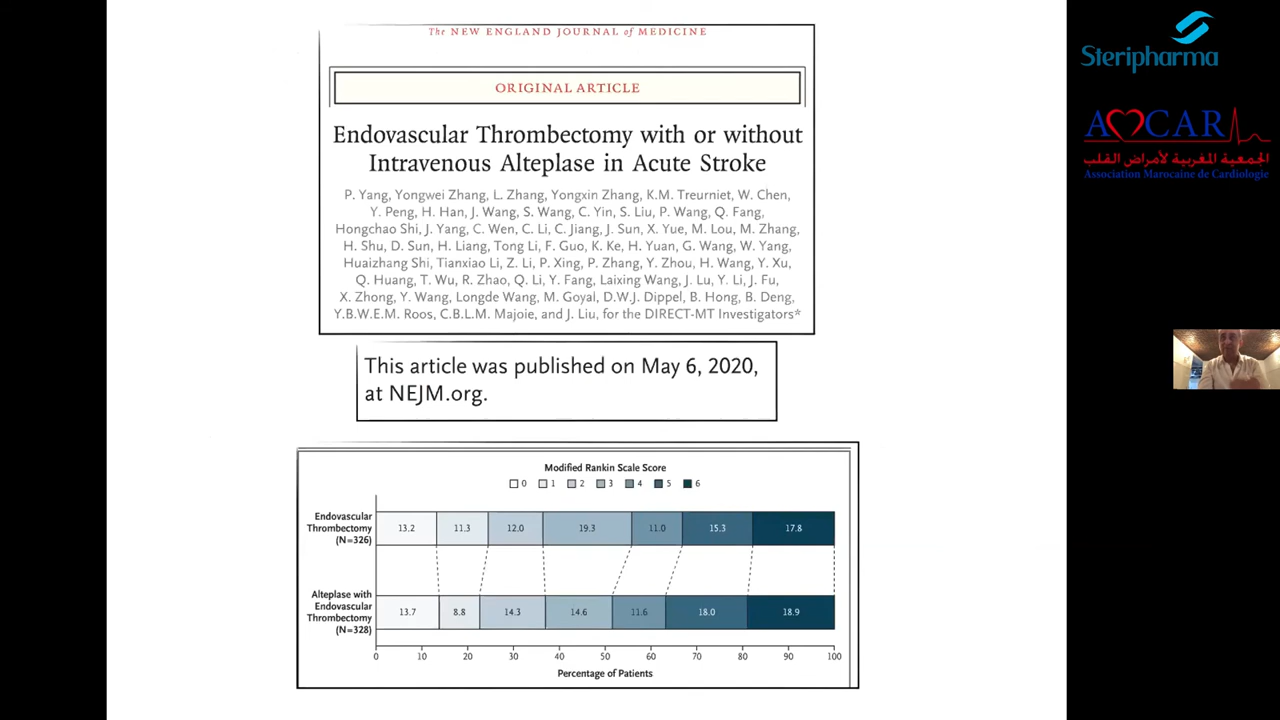 The NEW ENGLAND JOURNAL of MEDICINE
ORIGINAL ARTICLE
Endovascular Thrombectomy with or without
Intravenous Alteplase in Acute Stroke
P. Yang, Yongwei Zhang, L. Zhang, Yongxin Zhang, K.M. Treurniet, W. Chen,
Y. Peng, H. Han, J. Wang, S. Wang, C. Yin, S. Liu, P. Wang, Q. Fang,
Hongchao Shi, J. Yang, C. Wen, C. Li, C. Jiang, J. Sun, X. Yue, M. Lou, M. Zhang,
H. Shu, D. Sun, H. Liang, Tong Li, F. Guo, K. Ke, H. Yuan, G. Wang, W. Yang,
Huaizhang Shi, Tianxiao Li, Z. Li, P. Xing, P. Zhang, Y. Zhou, H. Wang, Y. Xu,
Q. Huang, T. Wu, R. Zhao, Q. Li, Y. Fang, Laixing Wang, J. Lu, Y. Li, J. Fu,
X. Zhong, Y. Wang, Longde Wang, M. Goyal, D.W.J. Dippel, B. Hong, B. Deng,
Y.B.W.E.M. Roos, C.B.L.M. Majoie, and J. Liu, for the DIRECT-MT Investigators*
This article was published on May 6, 2020,
at NEJM.org.
Modified Rankin Scale Score
0 1 2 3 4 5 6
Endovascular
Thrombectomy
(N=326)
13.2 11.3 12.0 19.3 11.0 15.3 17.8
Alteplase with
Endovascular
Thrombectomy
(N=328)
13.7 8.8 14.3 14.6 11.6 18.0 18.9
0 10 20 30 40 50 60 70 80 90 100
Percentage of Patients
Steripharma
AMCAR
الجمعية المغربية لأمراض القلب
Association Marocaine de Cardiologie